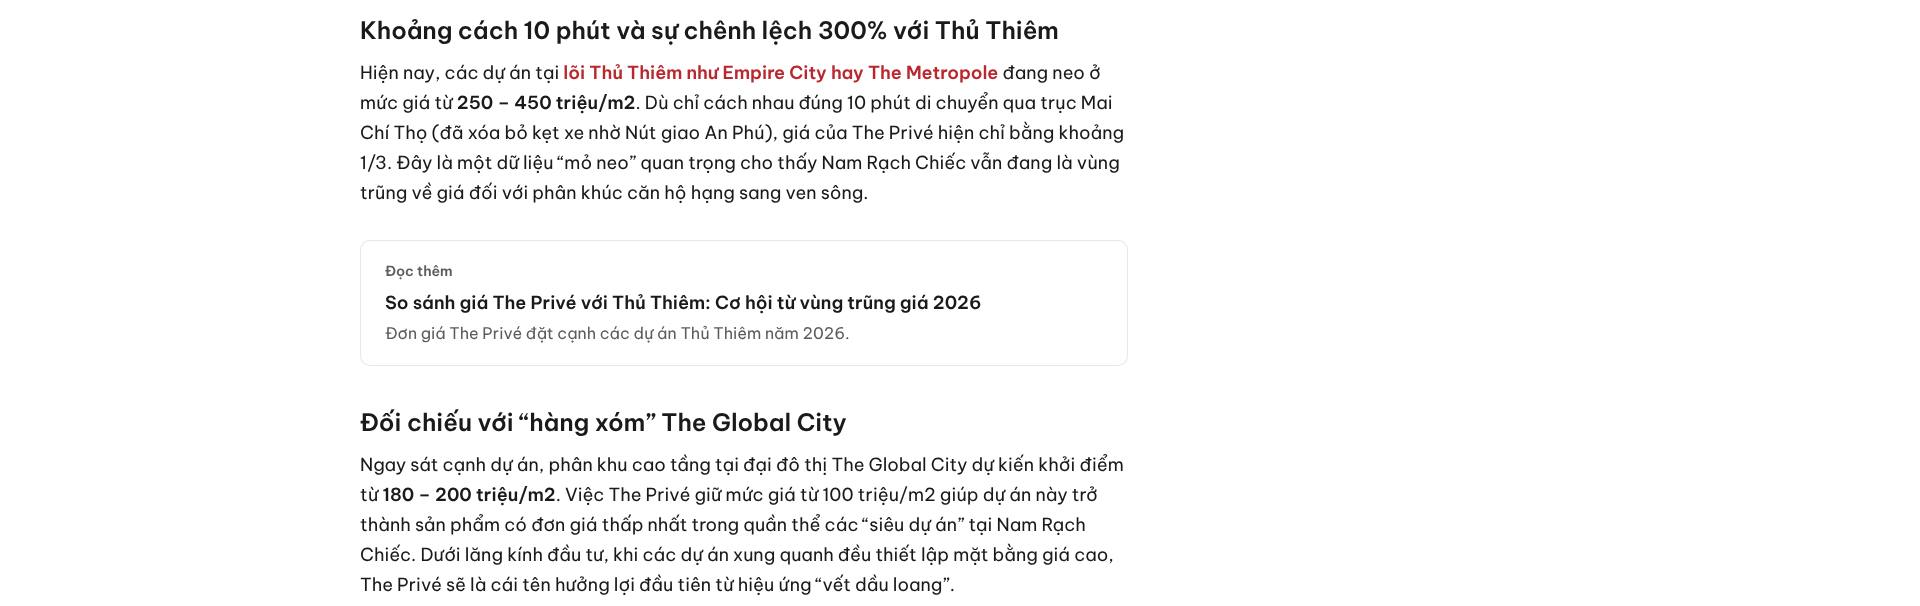 Khoảng cách 10 phút và sự chênh lệch 300% với Thủ Thiêm
Hiện nay, các dự án tại lõi Thủ Thiêm như Empire City hay The Metropole đang neo ở
mức giá từ 250 – 450 triệu/m2. Dù chỉ cách nhau đúng 10 phút di chuyển qua trục Mai
Chí Thọ (đã xóa bỏ kẹt xe nhờ Nút giao An Phú), giá của The Privé hiện chỉ bằng khoảng
1/3. Đây là một dữ liệu “mỏ neo” quan trọng cho thấy Nam Rạch Chiếc vẫn đang là vùng
trũng về giá đối với phân khúc căn hộ hạng sang ven sông.
Đọc thêm
So sánh giá The Privé với Thủ Thiêm: Cơ hội từ vùng trũng giá 2026
Đơn giá The Privé đặt cạnh các dự án Thủ Thiêm năm 2026.
Đối chiếu với “hàng xóm” The Global City
Ngay sát cạnh dự án, phân khu cao tầng tại đại đô thị The Global City dự kiến khởi điểm
từ 180 – 200 triệu/m2. Việc The Privé giữ mức giá từ 100 triệu/m2 giúp dự án này trở
thành sản phẩm có đơn giá thấp nhất trong quần thể các “siêu dự án” tại Nam Rạch
Chiếc. Dưới lăng kính đầu tư, khi các dự án xung quanh đều thiết lập mặt bằng giá cao,
The Privé sẽ là cái tên hưởng lợi đầu tiên từ hiệu ứng “vết dầu loang”.